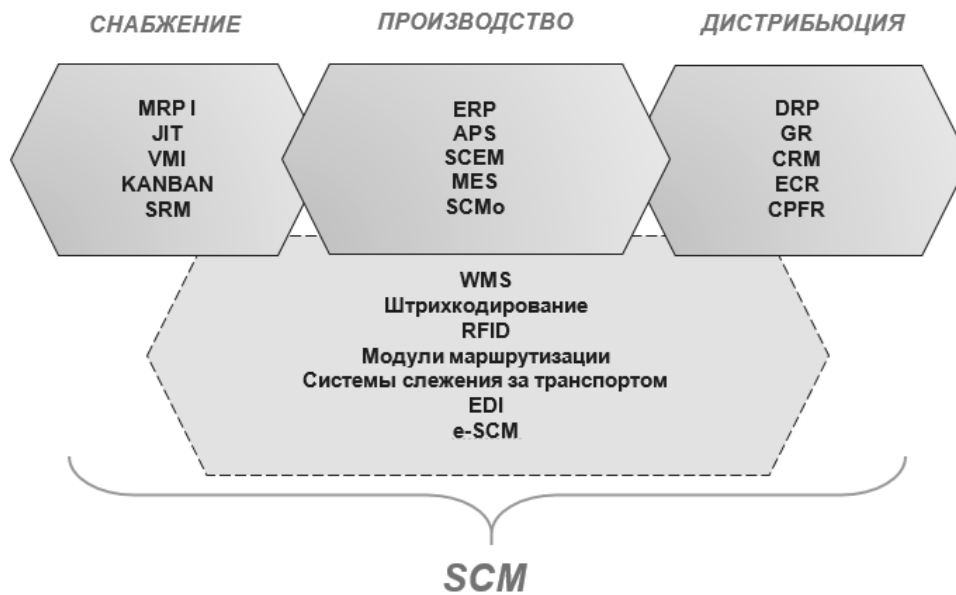 СНАБЖЕНИЕ
ПРОИЗВОДСТВО
ДИСТРИБЬЮЦИЯ
MRP I
JIT
VMI
KANBAN
SRM
ERP
APS
SCEM
MES
SCMo
DRP
GR
CRM
ECR
CPFR
WMS
Штрихкодирование
RFID
Модули маршрутизации
Системы слежения за транспортом
EDI
e-SCM
SCM